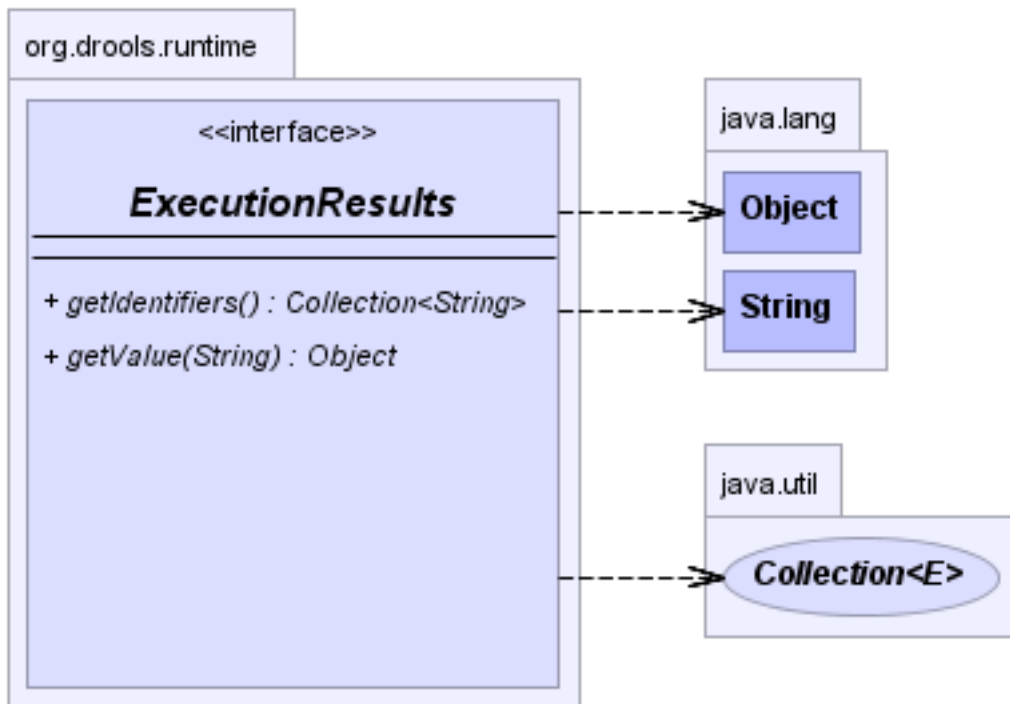 org.drools.runtime
<<interface>>
ExecutionResults
+ getIdentifiers() : Collection<String>
+ getValue(String) : Object
java.lang
Object
String
java.util
Collection<E>